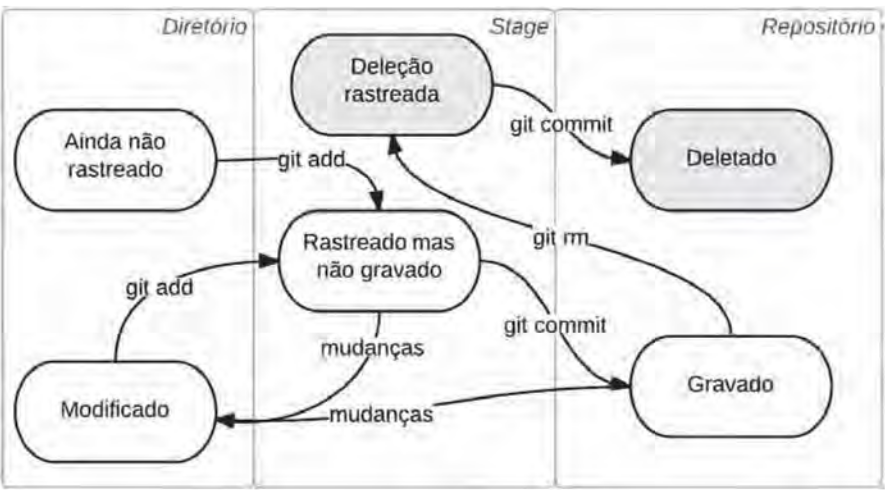 Diretório
Stage
Repositório
Deleção
rastreada
git commit
Ainda não
rastreado
git add
Deletado
Rastreado mas
não gravado
git rm
git add
git commit
mudanças
Gravado
Modificado
mudanças